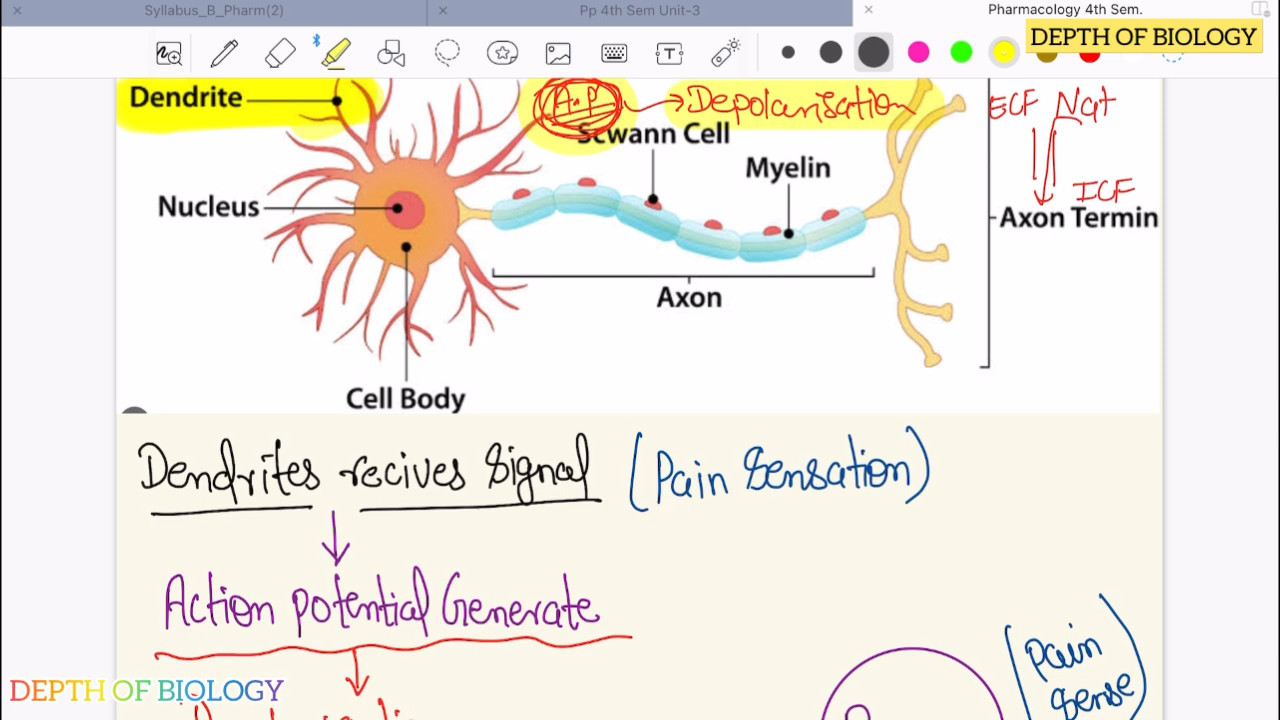 Syllabus_B_Pharm(2)
Pp 4th Sem Unit-3
Pharmacology 4th Sem.
DEPTH OF BIOLOGY
Dendrite
A.P
Depolarisation
ECF Na+
Scwann Cell
Myelin
ICF
Nucleus
Axon Termin
Axon
Cell Body
Dendrites recives Signal (Pain Sensation)
Action potential Generate
(Pain
Sense)
DEPTH OF BIOLOGY